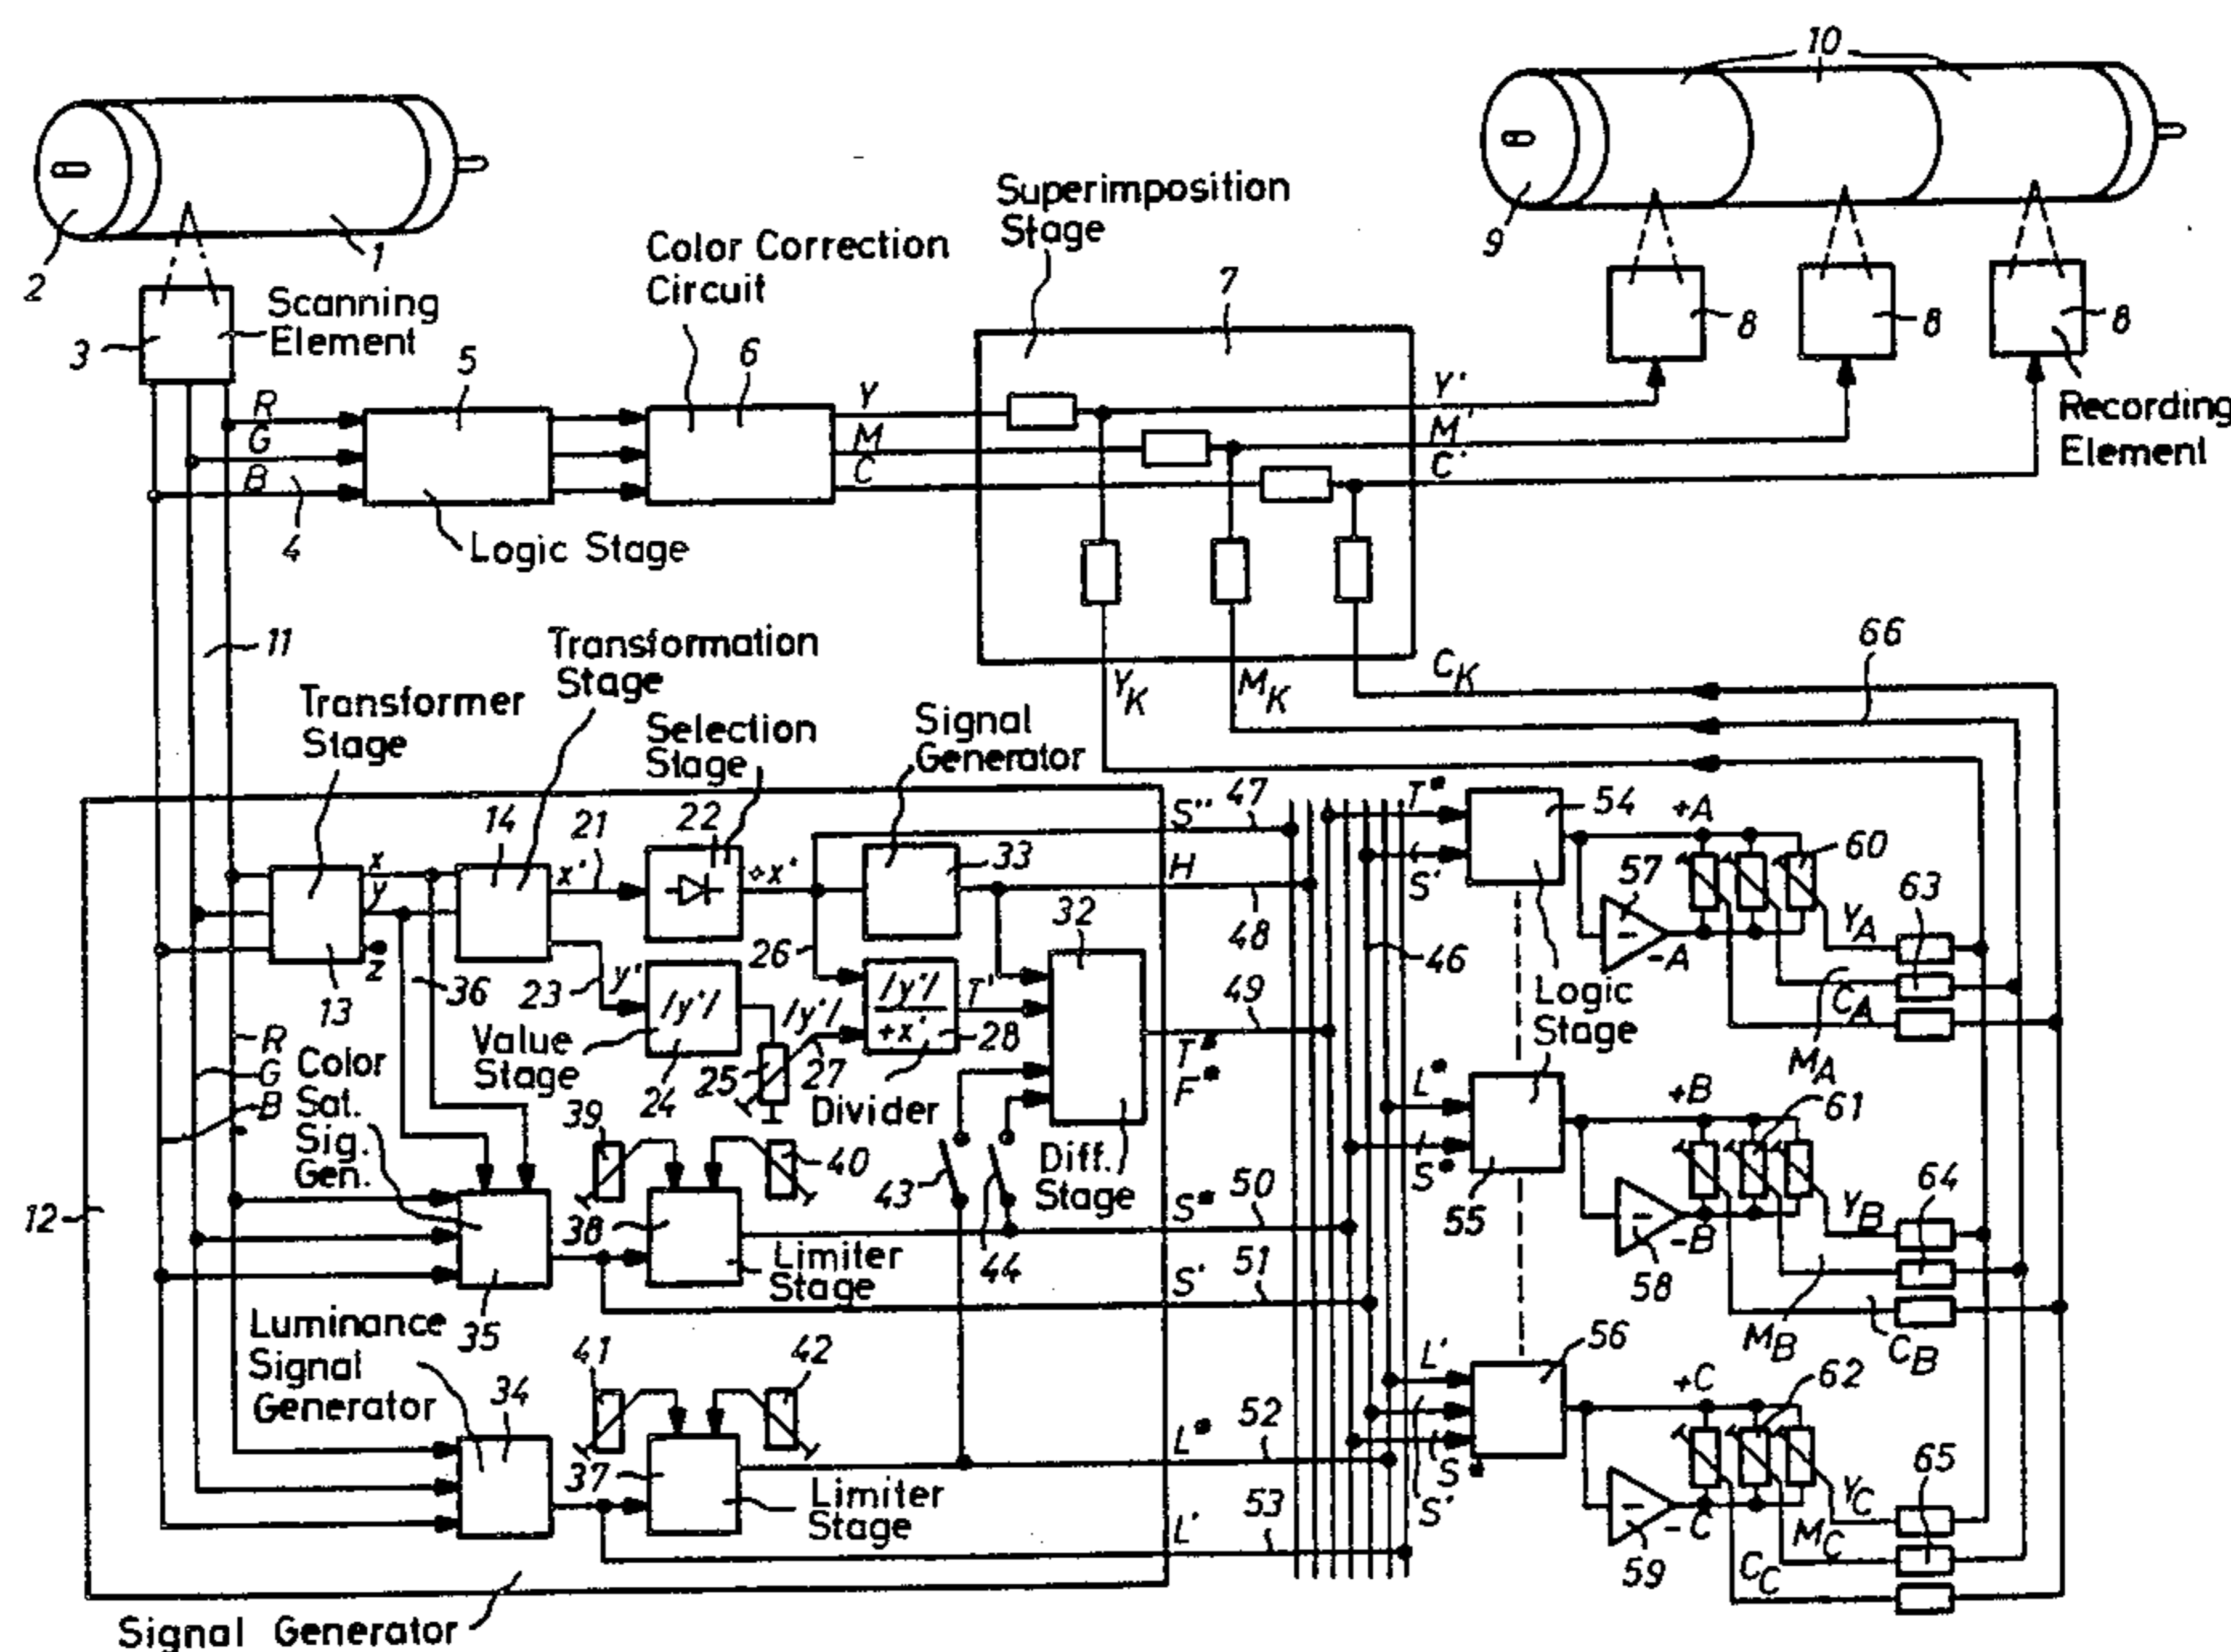 10
Superimposition
Stage
Color Correction
Circuit
7
2
1
9
Scanning
Element
3
5
6
8
8
8
Recording
Element
R
G
B
4
Y
M
C
Y'
M'
C'
Logic Stage
11
Transformation
Stage
Transformer
Stage
Selection
Stage
Signal
Generator
Y_K
M_K
C_K
66
14
21
22
S''
47
T*
54
+A
x
y
z
x'
+x'
33
H
S'
57
60
63
13
36
23
y'
/y'/
26
32
48
46
-A
Y_A
Value
Stage
24
25
/y'/
27
/y'/
+x'
T'
28
49
Logic
Stage
C_A
M_A
R
G
B
Color
Sat.
Sig.
Gen.
39
40
Divider
T*
F*
L*
+B
61
43
44
Diff.
Stage
S*
50
S*
55
58
-B
Y_B
64
12
38
Limiter
Stage
S'
51
35
M_B
C_B
Luminance
Signal
Generator
34
41
42
L'
56
+C
62
37
Limiter
Stage
L*
52
S*
S'
59
-C
Y_C
65
M_C
C_C
L'
53
Signal Generator